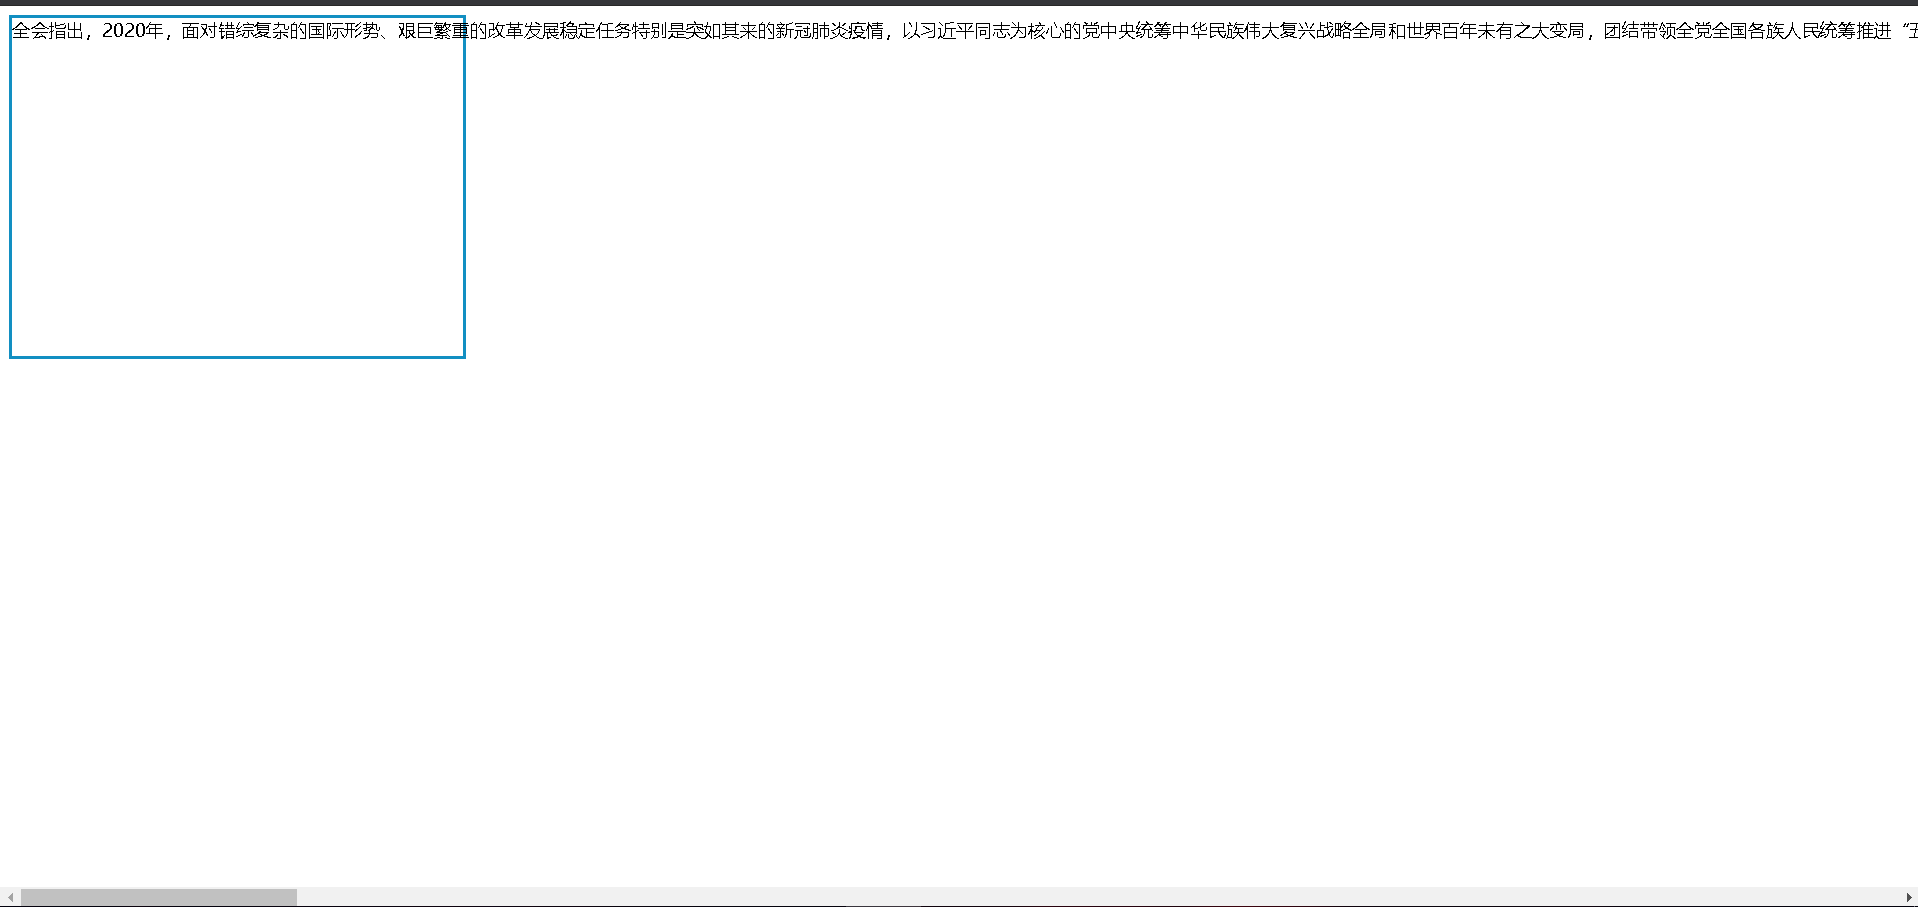 全会指出，2020年，面对错综复杂的国际形势、艰巨繁重的改革发展稳定任务特别是突如其来的新冠肺炎疫情，以习近平同志为核心的党中央统筹中华民族伟大复兴战略全局和世界百年未有之大变局，团结带领全党全国各族人民统筹推进“五